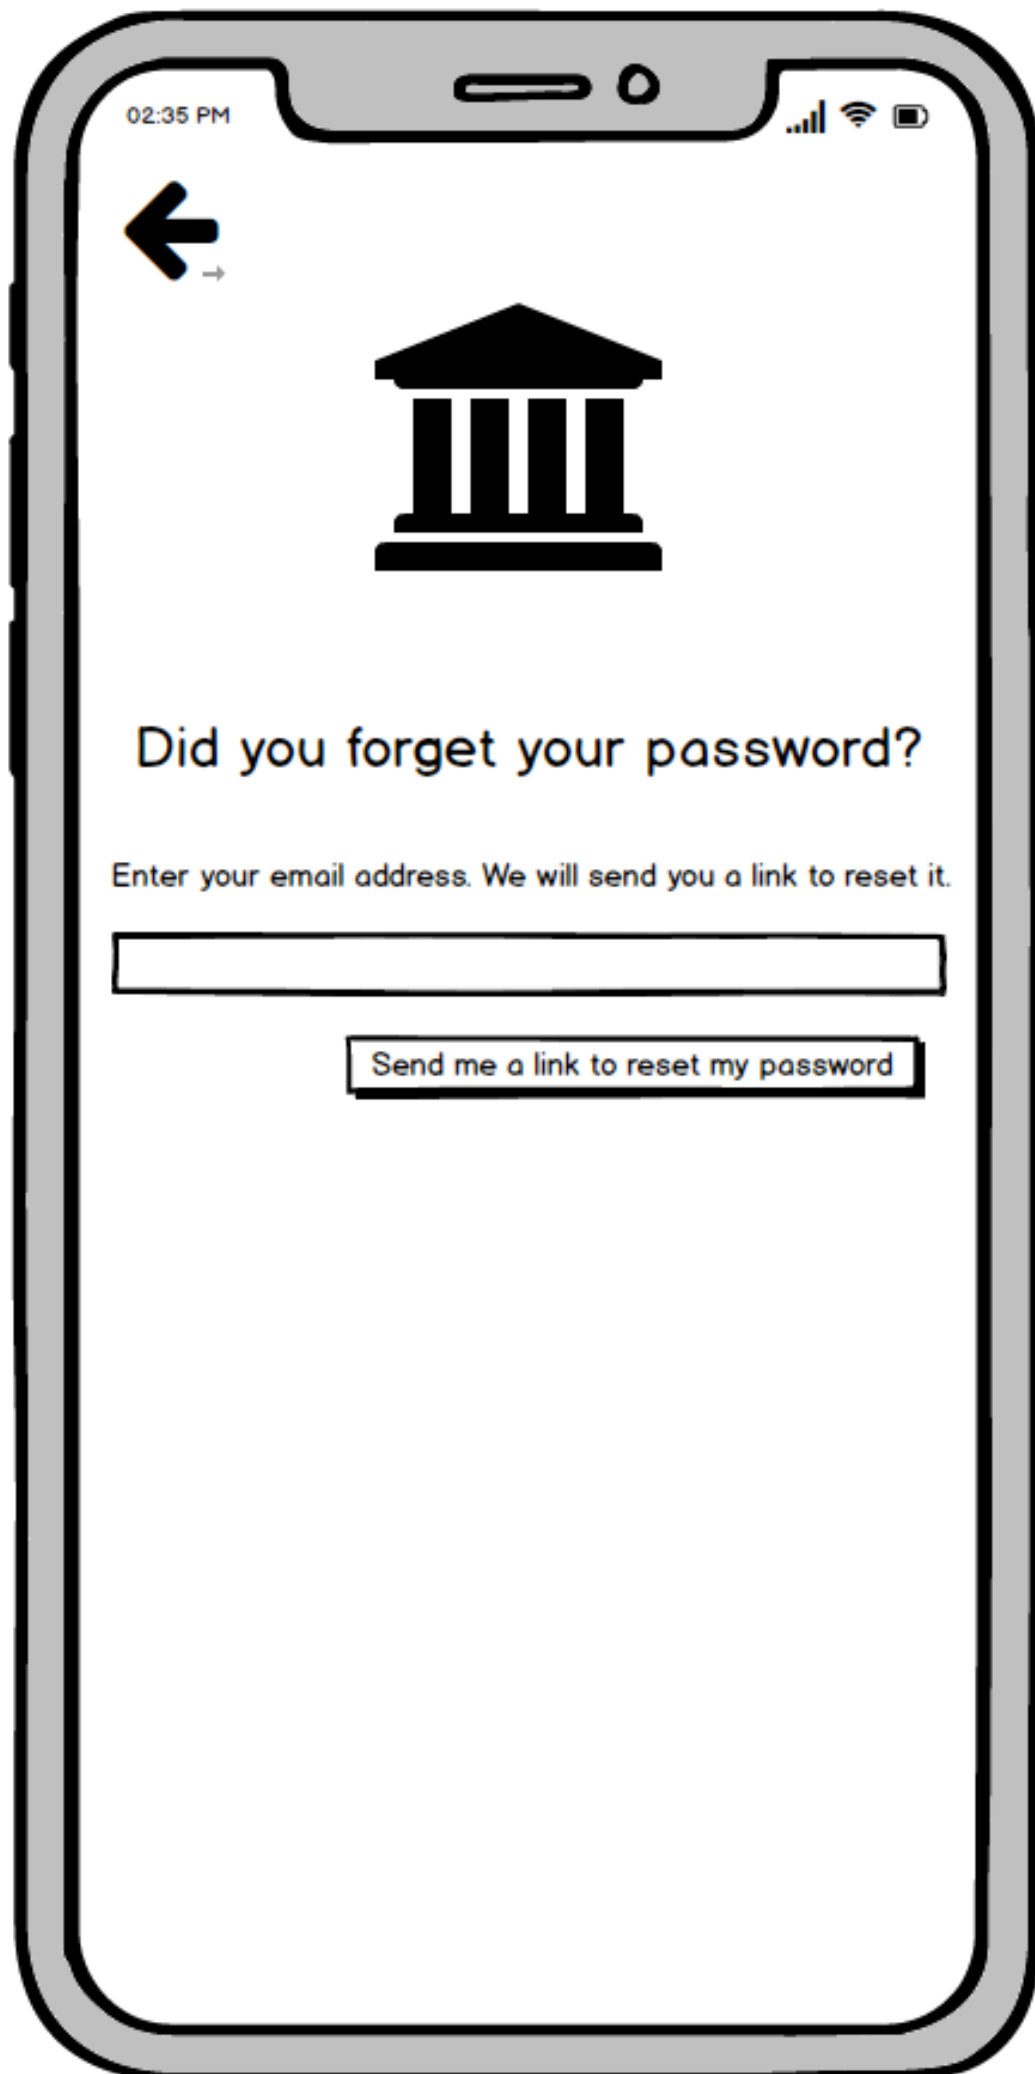 02:35 PM
Did you forget your password?
Enter your email address. We will send you a link to reset it.
Send me a link to reset my password